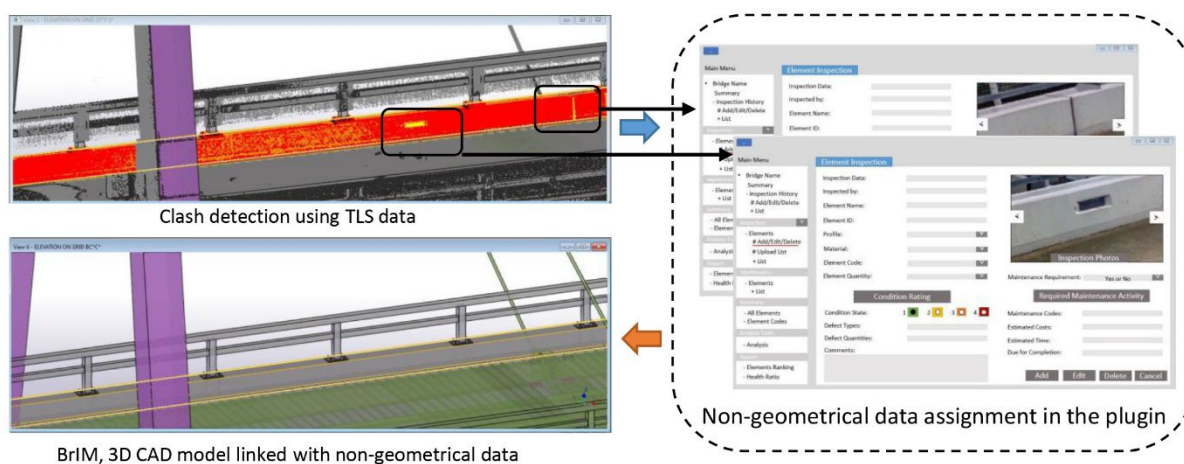 View 1 - ELEVATION ON GRID
Clash detection using TLS data
View 6 - ELEVATION ON GRID BC*C*
BrIM, 3D CAD model linked with non-geometrical data
Main Menu
Element Inspection
Bridge Name
Summary
- Inspection History
# Add/Edit/Delete
+ List
Inspection Date:
Inspected by:
Element Name:
Element ID:
Main Menu
Element Inspection
Bridge Name
Summary
- Inspection History
# Add/Edit/Delete
+ List
- Elements
# Add/Edit/Delete
# Upload List
+ List
- Elements
+ List
- All Elements
- Element Codes
- Analysis
- Elements Ranking
- Health Ratio
Inspection Date:
Inspected by:
Element Name:
Element ID:
Profile:
Material:
Element Code:
Element Quantity:
Inspection Photos
Maintenance Requirement: Yes or No
Condition Rating
Condition State: 1 2 3 4
Defect Types:
Defect Quantities:
Comments:
Required Maintenance Activity
Maintenance Codes:
Estimated Costs:
Estimated Time:
Due for Completion:
Add Edit Delete Cancel
Non-geometrical data assignment in the plugin